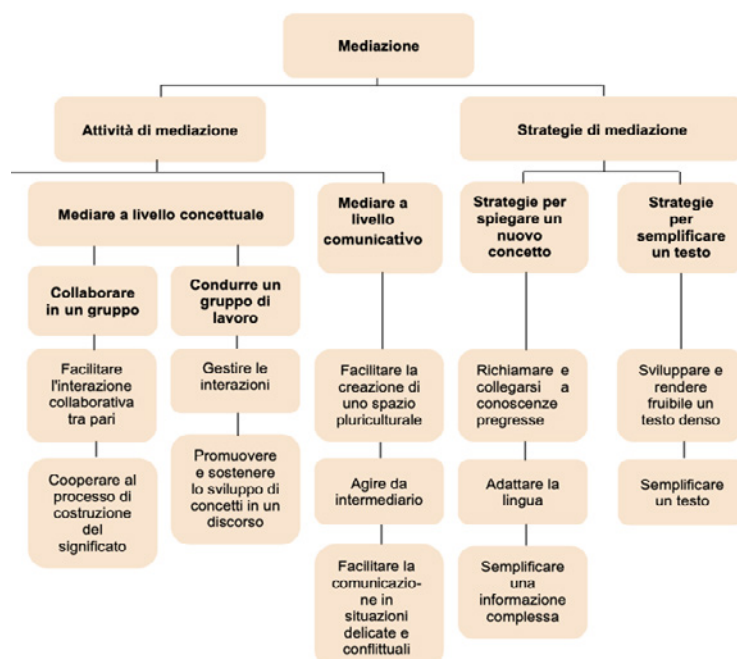 Mediazione
Attività di mediazione
Strategie di mediazione
Mediare a livello concettuale
Mediare a
livello
comunicativo
Strategie per
spiegare un
nuovo
concetto
Strategie
per
semplificare
un testo
Collaborare
in un gruppo
Condurre un
gruppo di
lavoro
Facilitare
l'interazione
collaborativa
tra pari
Gestire le
interazioni
Facilitare la
creazione di
uno spazio
pluriculturale
Richiamare e
collegarsi a
conoscenze
pregresse
Sviluppare e
rendere
fruibile un
testo denso
Cooperare al
processo di
costruzione
del
significato
Promuovere
e sostenere
lo sviluppo di
concetti in un
discorso
Agire da
intermediario
Adattare la
lingua
Semplificare
un testo
Facilitare la
comunicazio-
ne in
situazioni
delicate e
conflittuali
Semplificare
una
informazione
complessa